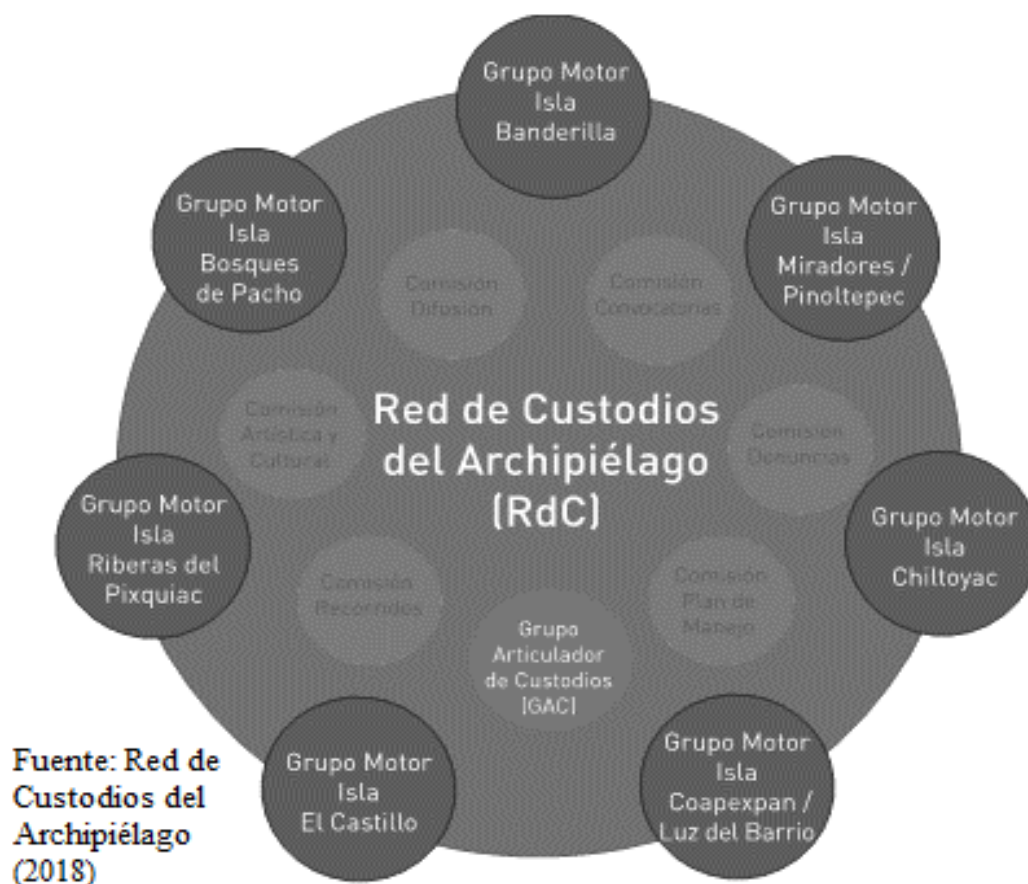 Grupo Motor
Isla
Banderilla
Grupo Motor
Isla
Bosques
de Pacho
Grupo Motor
Isla
Miradores /
Pinoltepec
Comisión
Difusión
Comisión
Convocatorias
Comisión
Artística y
Cultural
Red de Custodios
del Archipiélago
(RdC)
Comisión
Denuncias
Grupo Motor
Isla
Riberas del
Pixquiac
Grupo Motor
Isla
Chiltoyac
Comisión
Recorridos
Comisión
Plan de
Manejo
Grupo
Articulador
de Custodios
(GAC)
Grupo Motor
Isla
El Castillo
Grupo Motor
Isla
Coapexpan /
Luz del Barrio
Fuente: Red de
Custodios del
Archipiélago
(2018)